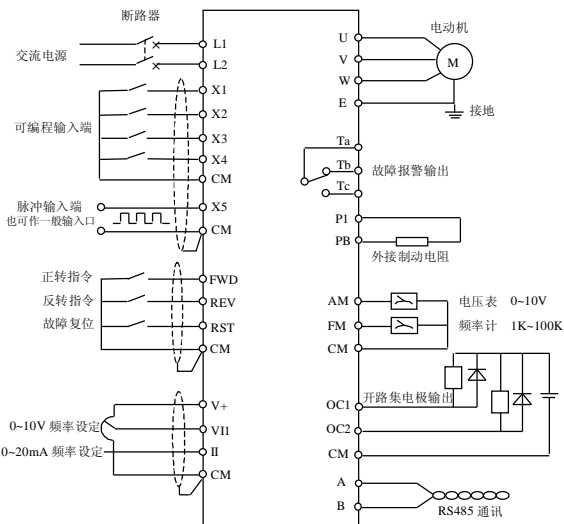 断路器
交流电源
L1
L2
可编程输入端
X1
X2
X3
X4
CM
脉冲输入端
也可作一般输入口
X5
CM
正转指令
FWD
反转指令
REV
故障复位
RST
CM
V+
0~10V 频率设定
VI1
0~20mA 频率设定
II
CM
U
V
W
E
电动机
M
接地
Ta
Tb
Tc
故障报警输出
P1
PB
外接制动电阻
AM
电压表 0~10V
FM
频率计 1K~100K
CM
开路集电极输出
OC1
OC2
CM
A
B
RS485 通讯